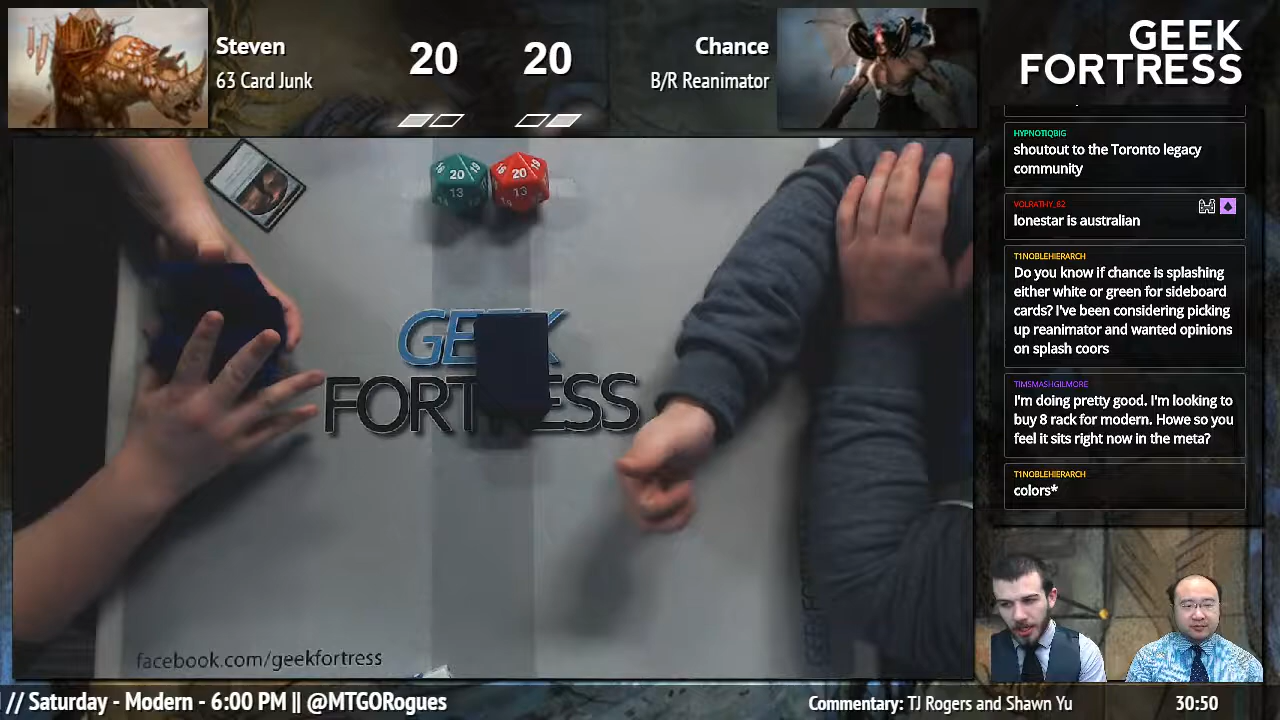 Steven
63 Card Junk
20
20
Chance
B/R Reanimator
GEEK
FORTRESS
HYPNOTIQBIG
shoutout to the Toronto legacy
community
VOLRATHY_82
lonestar is australian
T1NOBLEHIERARCH
Do you know if chance is splashing
either white or green for sideboard
cards? I've been considering picking
up reanimator and wanted opinions
on splash coors
TIMSMASHGILMORE
I'm doing pretty good. I'm looking to
buy 8 rack for modern. Howe so you
feel it sits right now in the meta?
T1NOBLEHIERARCH
colors*
16 20 13
20 19 13
facebook.com/geekfortress
// Saturday - Modern - 6:00 PM || @MTGORogues
Commentary: TJ Rogers and Shawn Yu
30:50